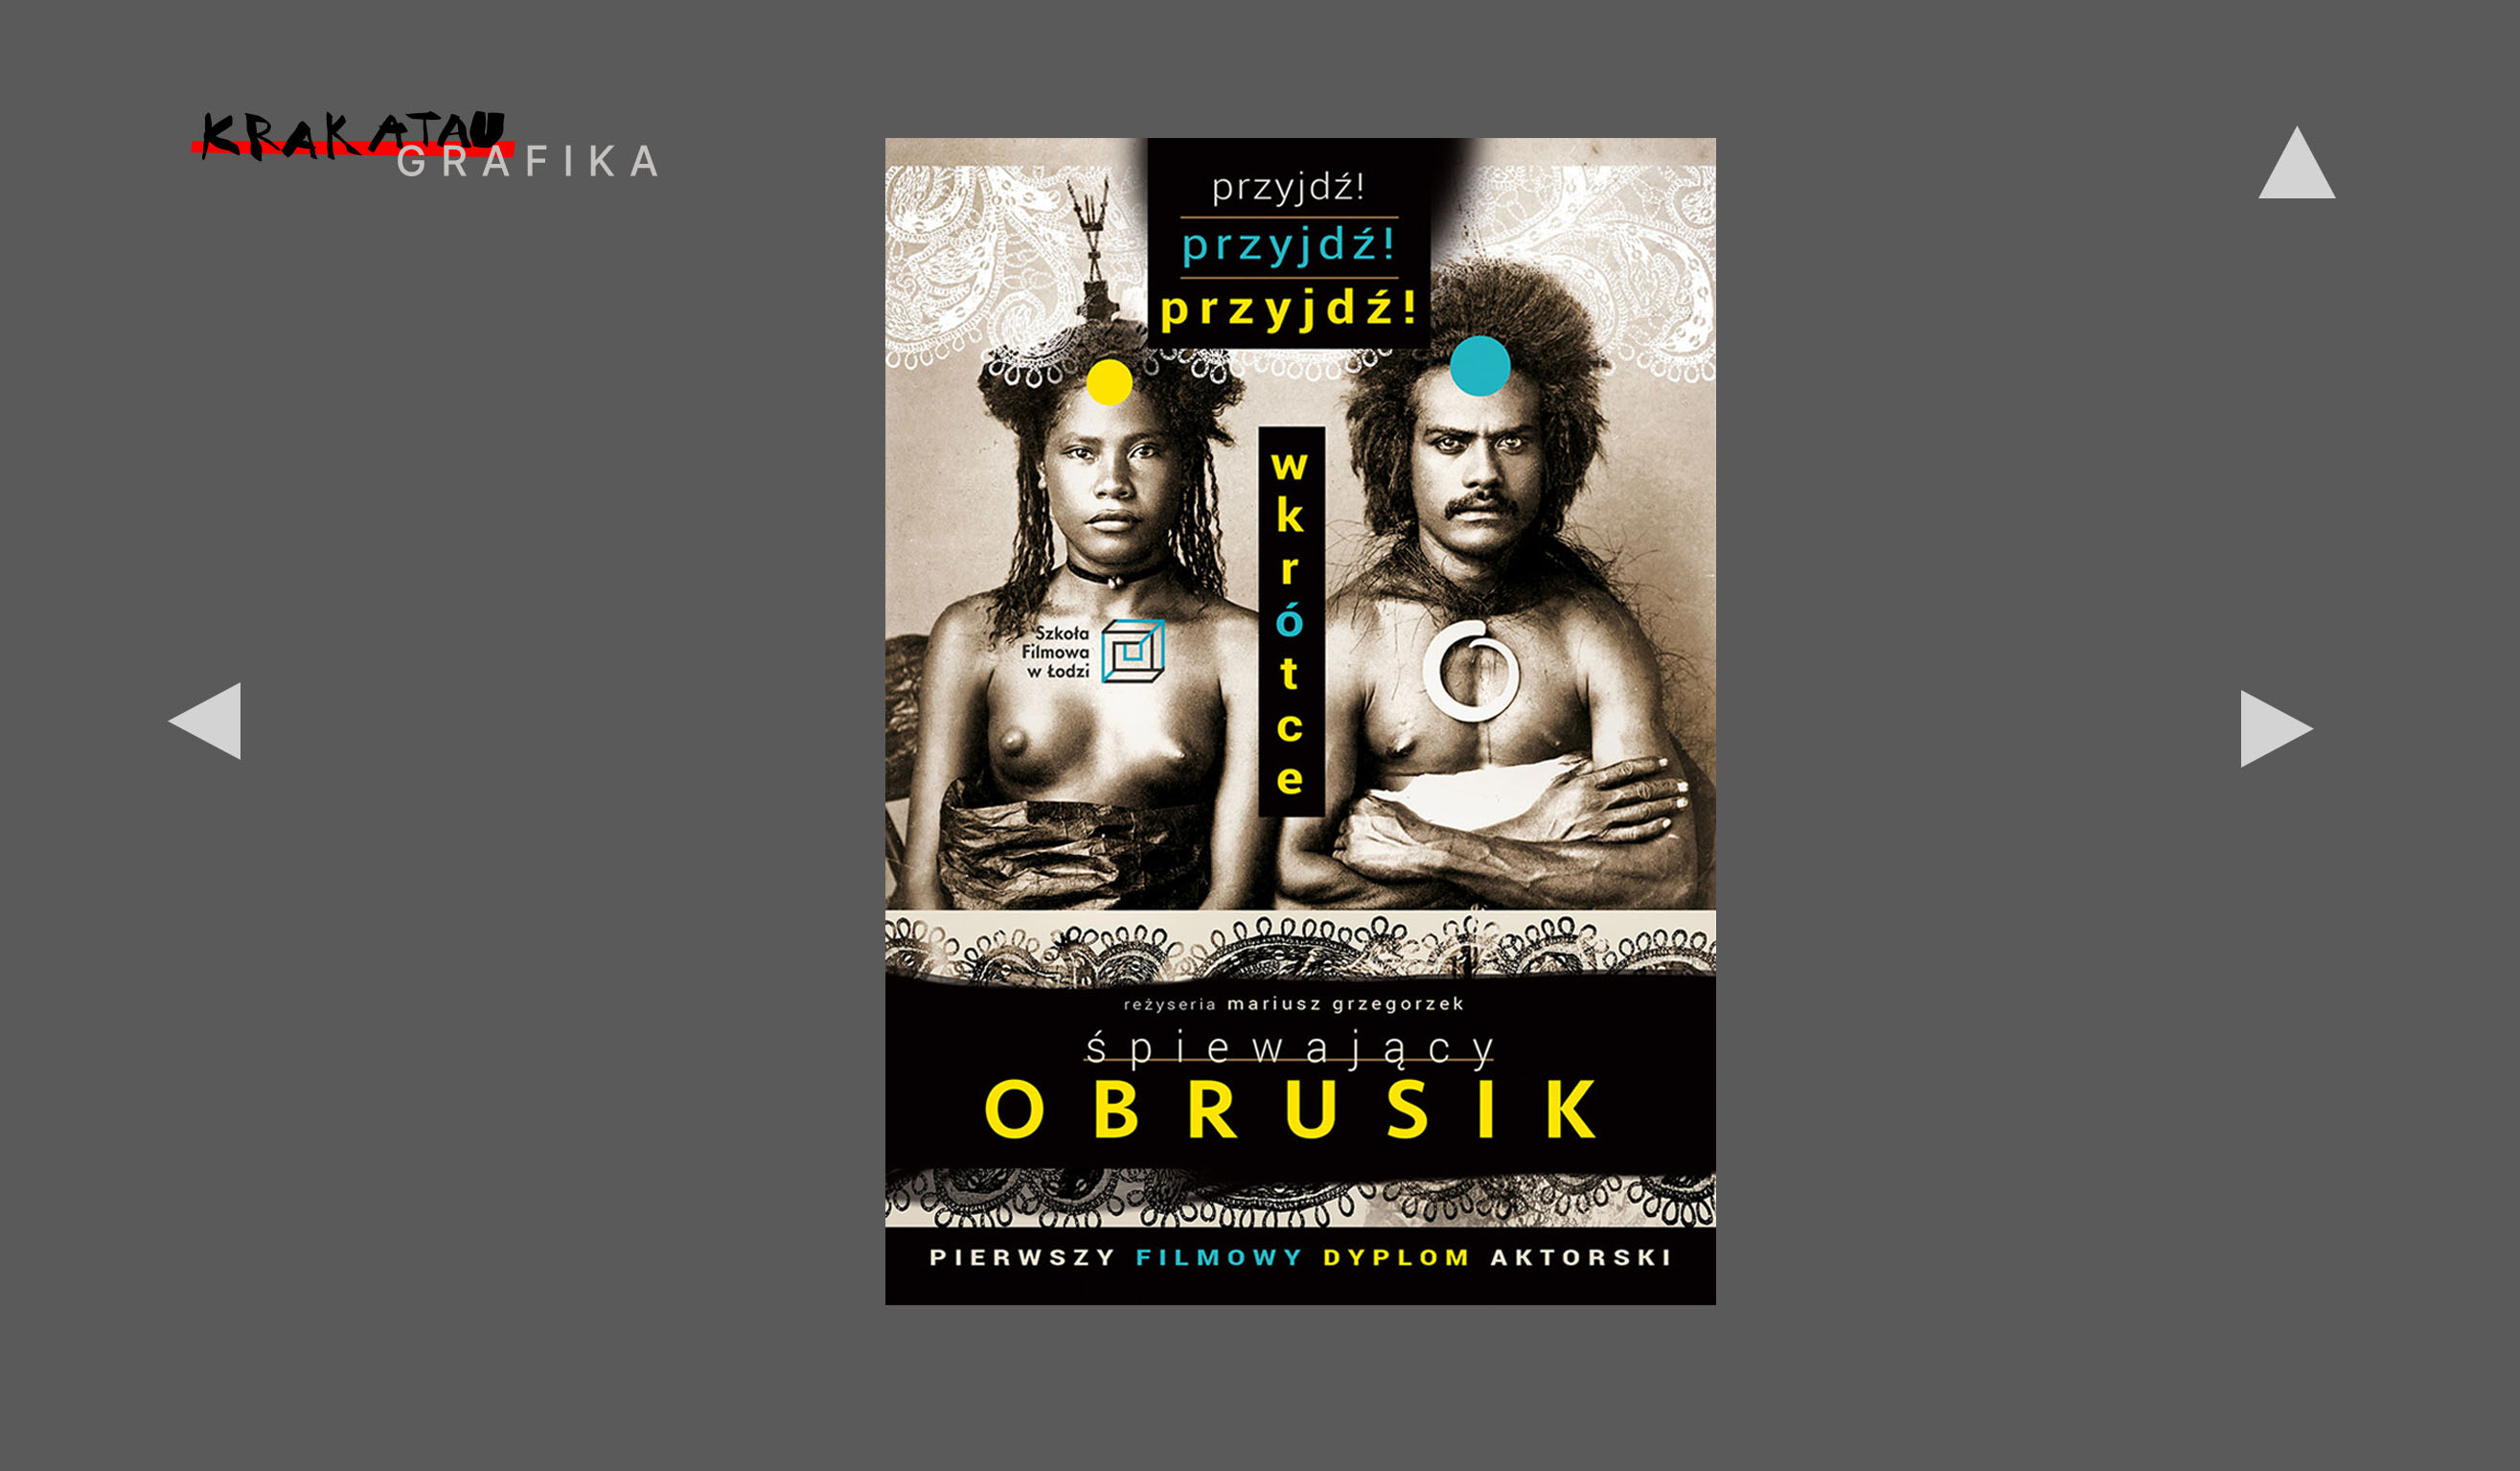 KRAKATAU
GRAFIKA
przyjdź!
przyjdź!
przyjdź!
wkrótce
Szkoła
Filmowa
w Łodzi
reżyseria mariusz grzegorzek
śpiewający
OBRUSIK
PIERWSZY FILMOWY DYPLOM AKTORSKI